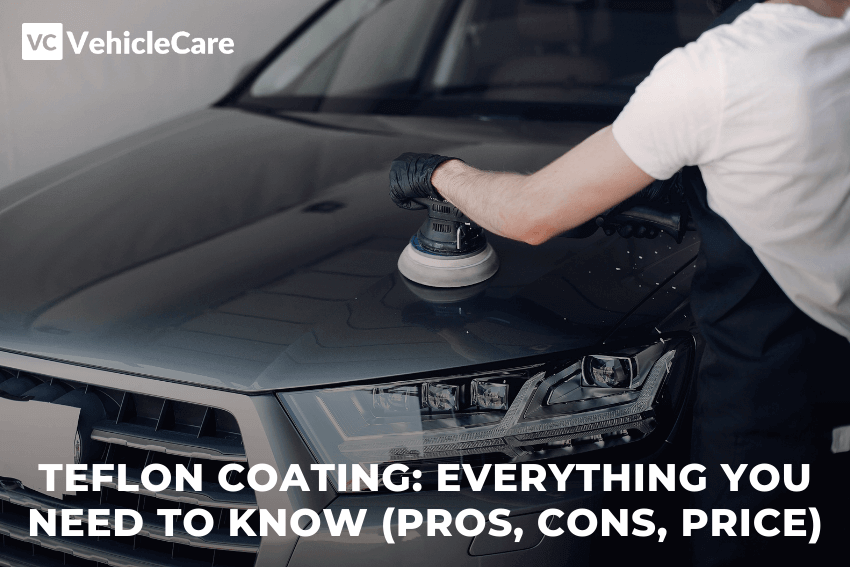 VC VehicleCare
TEFLON COATING: EVERYTHING YOU
NEED TO KNOW (PROS, CONS, PRICE)